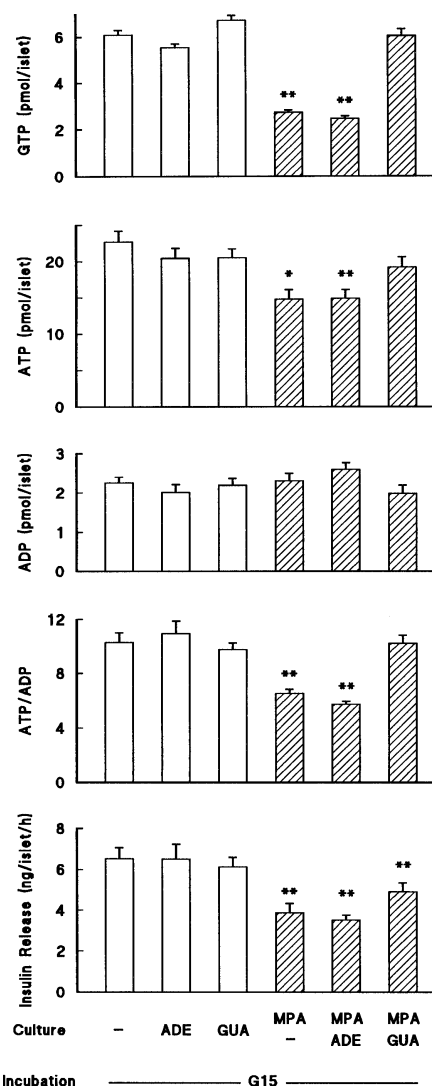 GTP (pmol/islet)
6
4
2
0
** **
ATP (pmol/islet)
20
10
0
* **
ADP (pmol/islet)
3
2
1
0
ATP/ADP
12
8
4
0
** **
Insulin Release (ng/islet/h)
8
6
4
2
0
** ** **
Culture – ADE GUA MPA – MPA ADE MPA GUA
Incubation G15